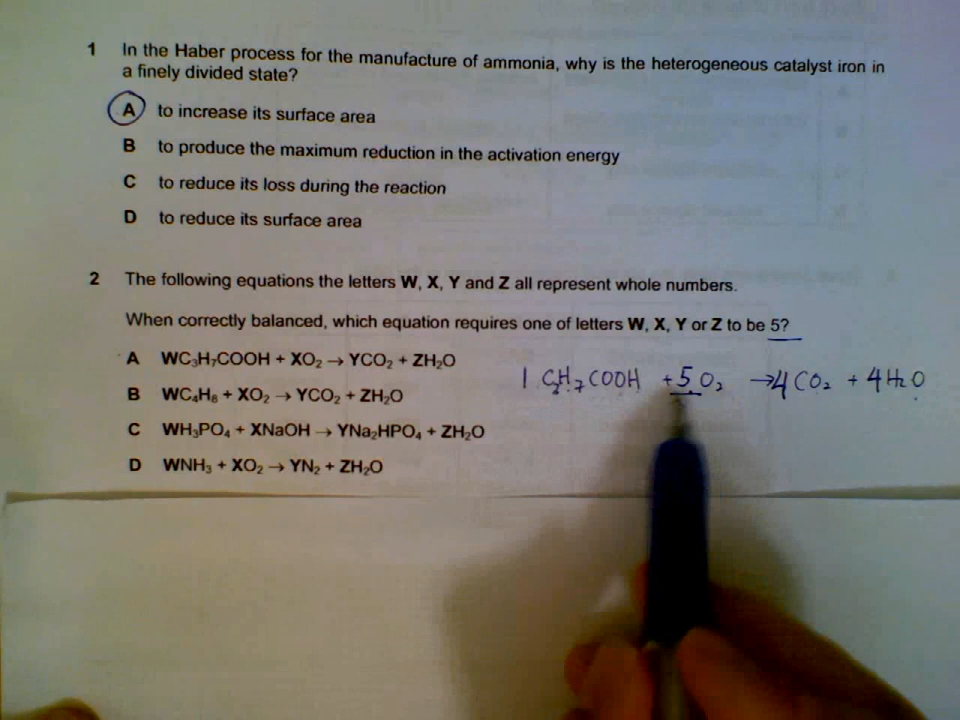 1 In the Haber process for the manufacture of ammonia, why is the heterogeneous catalyst iron in
a finely divided state?
A to increase its surface area
B to produce the maximum reduction in the activation energy
C to reduce its loss during the reaction
D to reduce its surface area
2 The following equations the letters W, X, Y and Z all represent whole numbers.
When correctly balanced, which equation requires one of letters W, X, Y or Z to be 5?
A WC₃H₇COOH + XO₂ → YCO₂ + ZH₂O
B WC₄H₈ + XO₂ → YCO₂ + ZH₂O
C WH₃PO₄ + XNaOH → YNa₂HPO₄ + ZH₂O
D WNH₃ + XO₂ → YN₂ + ZH₂O
1 C₃H₇COOH + 5 O₂ → 4 CO₂ + 4 H₂O